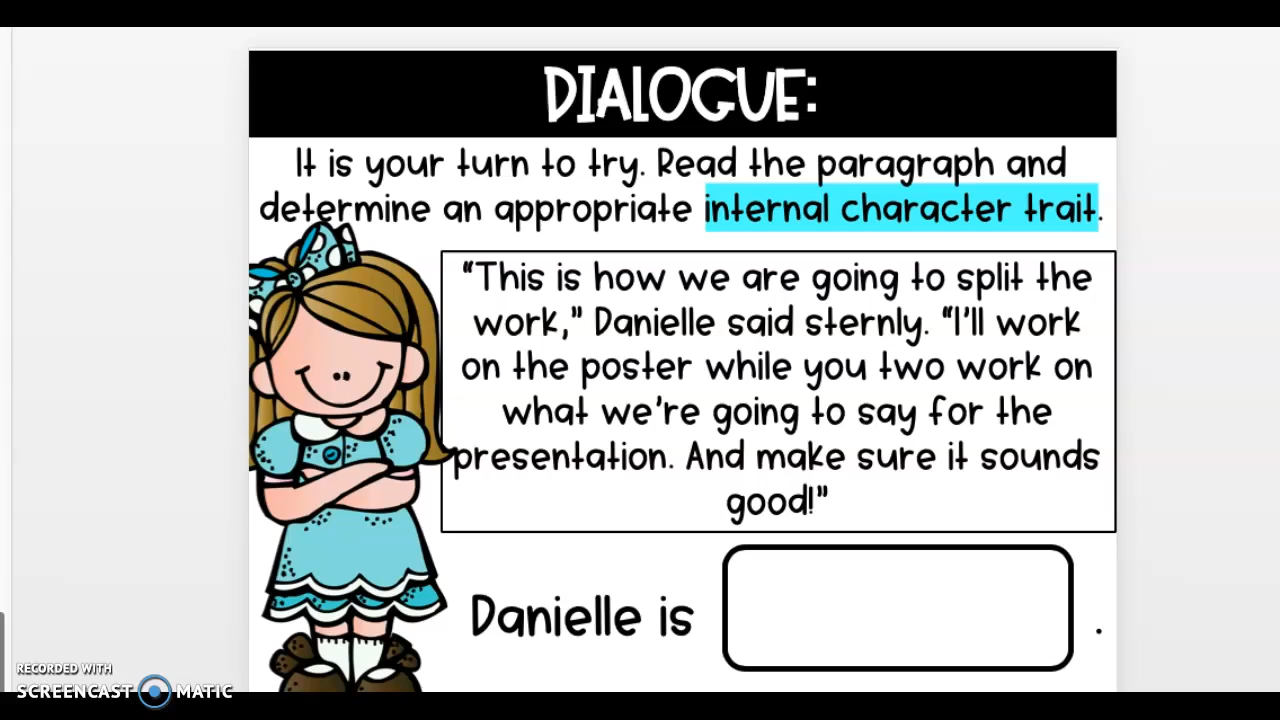 DIALOGUE:
It is your turn to try. Read the paragraph and
determine an appropriate internal character trait.
“This is how we are going to split the
work,” Danielle said sternly. “I’ll work
on the poster while you two work on
what we’re going to say for the
presentation. And make sure it sounds
good!”
Danielle is .
RECORDED WITH
SCREENCAST MATIC